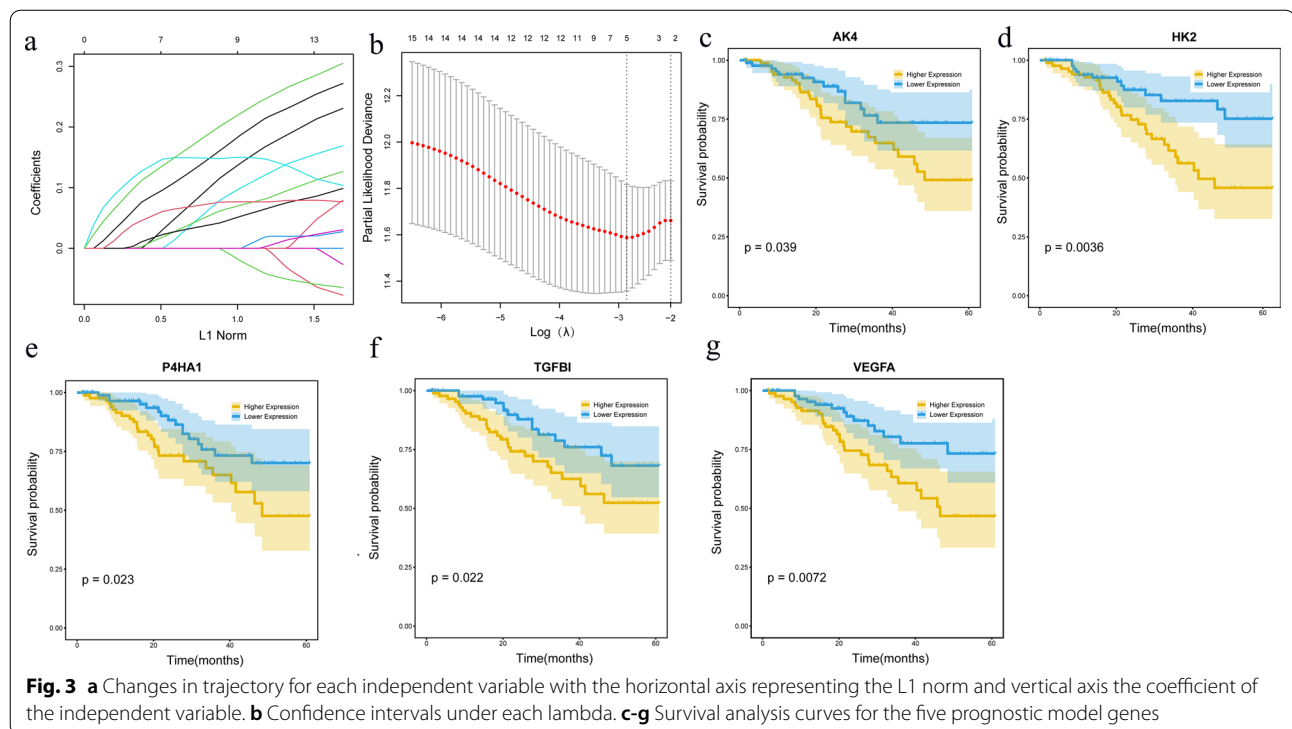 a
0 7 9 13
0.3
0.2
0.1
0.0
Coefficients
0.0 0.5 1.0 1.5
L1 Norm
b
15 14 14 14 14 14 12 12 12 11 9 7 5 3 2
12.2
12.0
11.8
11.6
11.4
Partial Likelihood Deviance
−6 −5 −4 −3 −2
Log (λ)
c
AK4
Higher Expression
Lower Expression
1.00
0.75
0.50
0.25
0.00
Survival probability
p = 0.039
0 20 40 60
Time(months)
d
HK2
Higher Expression
Lower Expression
1.00
0.75
0.50
0.25
0.00
Survival probability
p = 0.0036
0 20 40 60
Time(months)
e
P4HA1
Higher Expression
Lower Expression
1.00
0.75
0.50
0.25
0.00
Survival probability
p = 0.023
0 20 40 60
Time(months)
f
TGFBI
Higher Expression
Lower Expression
1.00
0.75
0.50
0.25
0.00
Survival probability
p = 0.022
0 20 40 60
Time(months)
g
VEGFA
Higher Expression
Lower Expression
1.00
0.75
0.50
0.25
0.00
Survival probability
p = 0.0072
0 20 40 60
Time(months)
Fig. 3 a Changes in trajectory for each independent variable with the horizontal axis representing the L1 norm and vertical axis the coefficient of
the independent variable. b Confidence intervals under each lambda. c-g Survival analysis curves for the five prognostic model genes